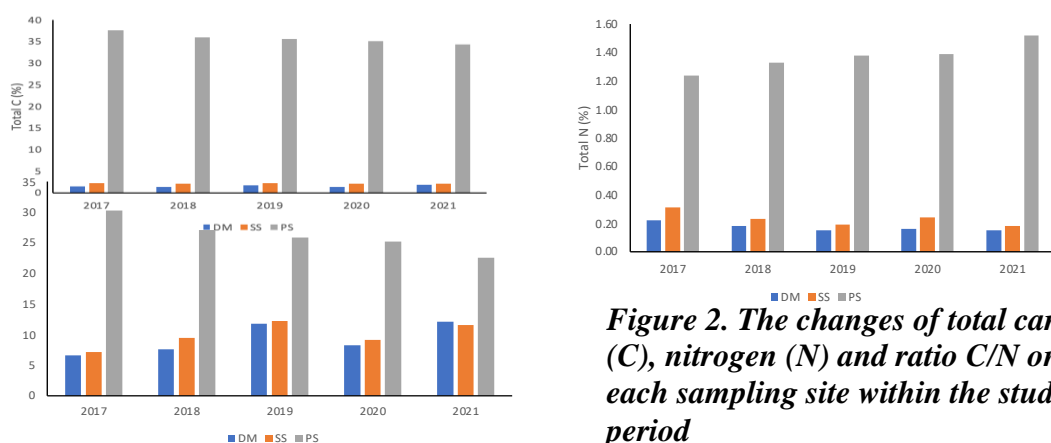 40
35
30
25
20
15
10
5
0
Total C (%)
2017 2018 2019 2020 2021
DM SS PS
35
30
25
20
15
10
5
0
2017 2018 2019 2020 2021
DM SS PS
1.60
1.40
1.20
1.00
0.80
0.60
0.40
0.20
0.00
Total N (%)
2017 2018 2019 2020 2021
DM SS PS
Figure 2. The changes of total
(C), nitrogen (N) and ratio C/N
each sampling site within the
period